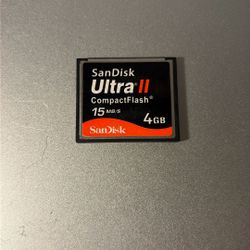 SanDisk
Ultra® II
CompactFlash®
15 MB/S
4GB
SanDisk